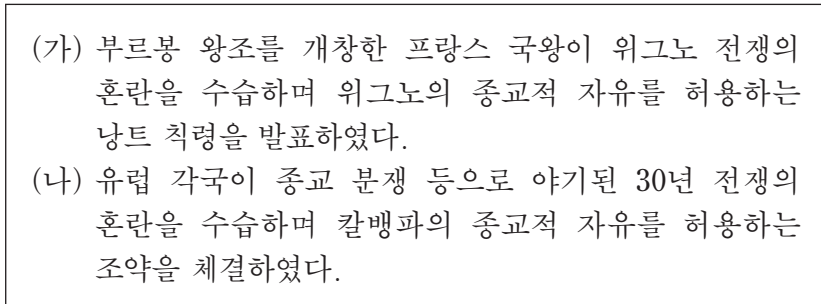 (가) 부르봉 왕조를 개창한 프랑스 국왕이 위그노 전쟁의
혼란을 수습하며 위그노의 종교적 자유를 허용하는
낭트 칙령을 발표하였다.
(나) 유럽 각국이 종교 분쟁 등으로 야기된 30년 전쟁의
혼란을 수습하며 칼뱅파의 종교적 자유를 허용하는
조약을 체결하였다.